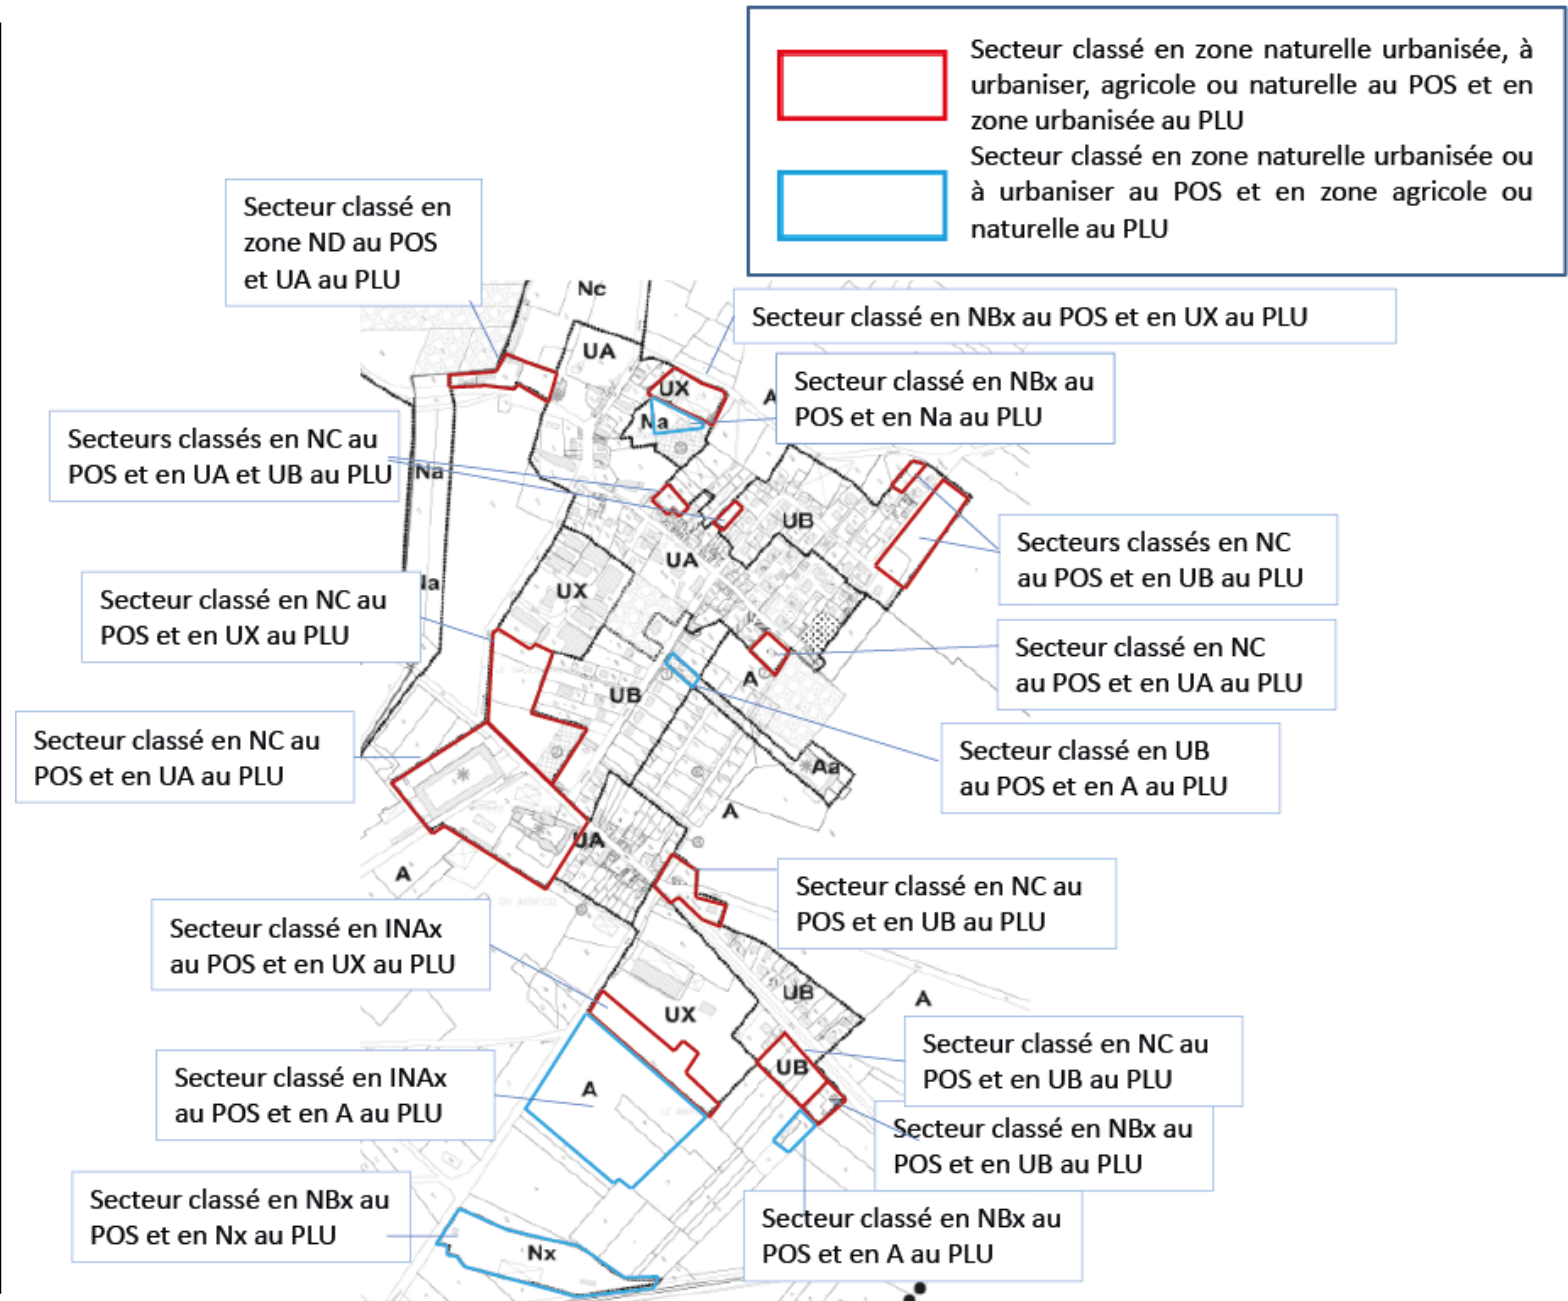 Secteur classé en zone naturelle urbanisée, à
urbaniser, agricole ou naturelle au POS et en
zone urbanisée au PLU
Secteur classé en zone naturelle urbanisée ou
à urbaniser au POS et en zone agricole ou
naturelle au PLU
Secteur classé en
zone ND au POS
et UA au PLU
Nc
Secteur classé en NBx au POS et en UX au PLU
UA
UX
Secteur classé en NBx au
POS et en Na au PLU
A
Na
Secteurs classés en NC au
POS et en UA et UB au PLU
Na
UB
Secteurs classés en NC
au POS et en UB au PLU
UA
UX
Secteur classé en NC au
POS et en UX au PLU
Secteur classé en NC
au POS et en UA au PLU
A
UB
Secteur classé en NC au
POS et en UA au PLU
Secteur classé en UB
au POS et en A au PLU
Aa
A
UA
A
Secteur classé en NC au
POS et en UB au PLU
Secteur classé en INAx
au POS et en UX au PLU
UB
A
UX
Secteur classé en NC au
POS et en UB au PLU
UB
Secteur classé en INAx
au POS et en A au PLU
A
Secteur classé en NBx au
POS et en UB au PLU
Secteur classé en NBx au
POS et en Nx au PLU
Secteur classé en NBx au
POS et en A au PLU
Nx